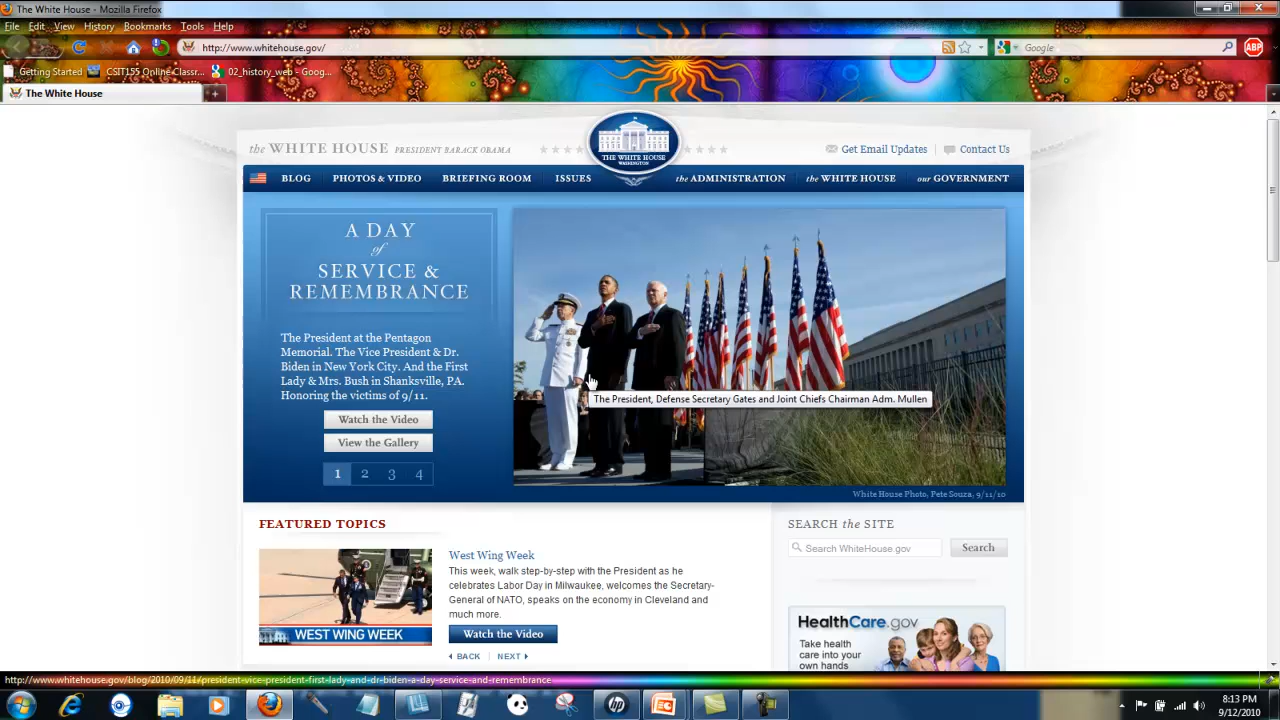 The White House - Mozilla Firefox
File Edit View History Bookmarks Tools Help
http://www.whitehouse.gov/
Google
ABP
Getting Started
CSIT155 Online Classr...
02_history_web - Goog...
The White House
the WHITE HOUSE PRESIDENT BARACK OBAMA
THE WHITE HOUSE
WASHINGTON
Get Email Updates
Contact Us
BLOG
PHOTOS & VIDEO
BRIEFING ROOM
ISSUES
the ADMINISTRATION
the WHITE HOUSE
our GOVERNMENT
A DAY
of
SERVICE &
REMEMBRANCE
The President at the Pentagon
Memorial. The Vice President & Dr.
Biden in New York City. And the First
Lady & Mrs. Bush in Shanksville, PA.
Honoring the victims of 9/11.
Watch the Video
View the Gallery
1 2 3 4
The President, Defense Secretary Gates and Joint Chiefs Chairman Adm. Mullen
White House Photo, Pete Souza, 9/11/10
FEATURED TOPICS
WEST WING WEEK
West Wing Week
This week, walk step-by-step with the President as he
celebrates Labor Day in Milwaukee, welcomes the Secretary-
General of NATO, speaks on the economy in Cleveland and
much more.
Watch the Video
BACK | NEXT
SEARCH the SITE
Search WhiteHouse.gov
Search
HealthCare.gov
Take health
care into your
own hands
http://www.whitehouse.gov/blog/2010/09/11/president-vice-president-first-lady-and-dr-biden-a-day-service-and-remembrance
hp
8:13 PM
9/12/2010